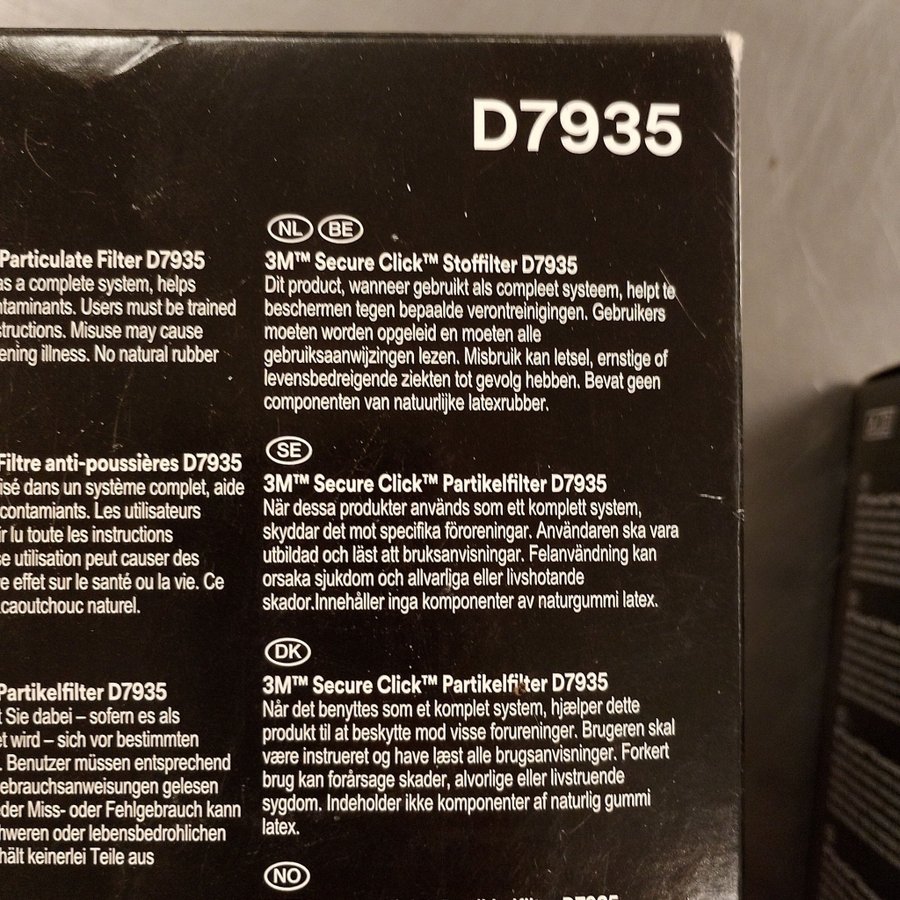 D7935
Particulate Filter D7935
as a complete system, helps
ntaminants. Users must be trained
structions. Misuse may cause
ening illness. No natural rubber
Filtre anti-poussières D7935
isé dans un système complet, aide
contamiants. Les utilisateurs
ir lu toute les instructions
se utilisation peut causer des
re effet sur le santé ou la vie. Ce
caoutchouc naturel.
Partikelfilter D7935
t Sie dabei – sofern es als
et wird – sich vor bestimmten
. Benutzer müssen entsprechend
ebrauchsanweisungen gelesen
der Miss- oder Fehlgebrauch kann
hweren oder lebensbedrohlichen
hält keinerlei Teile aus
NL BE
3M™ Secure Click™ Stoffilter D7935
Dit product, wanneer gebruikt als compleet systeem, helpt te
beschermen tegen bepaalde verontreinigingen. Gebruikers
moeten worden opgeleid en moeten alle
gebruiksaanwijzingen lezen. Misbruik kan letsel, ernstige of
levensbedreigende ziekten tot gevolg hebben. Bevat geen
componenten van natuurlijke latexrubber.
SE
3M™ Secure Click™ Partikelfilter D7935
När dessa produkter används som ett komplett system,
skyddar det mot specifika föroreningar. Användaren ska vara
utbildad och läst att bruksanvisningar. Felanvändning kan
orsaka sjukdom och allvarliga eller livshotande
skador.Innehåller inga komponenter av naturgummi latex.
DK
3M™ Secure Click™ Partikelfilter D7935
Når det benyttes som et komplet system, hjælper dette
produkt til at beskytte mod visse forureninger. Brugeren skal
være instrueret og have læst alle brugsanvisninger. Forkert
brug kan forårsage skader, alvorlige eller livstruende
sygdom. Indeholder ikke komponenter af naturlig gummi
latex.
NO